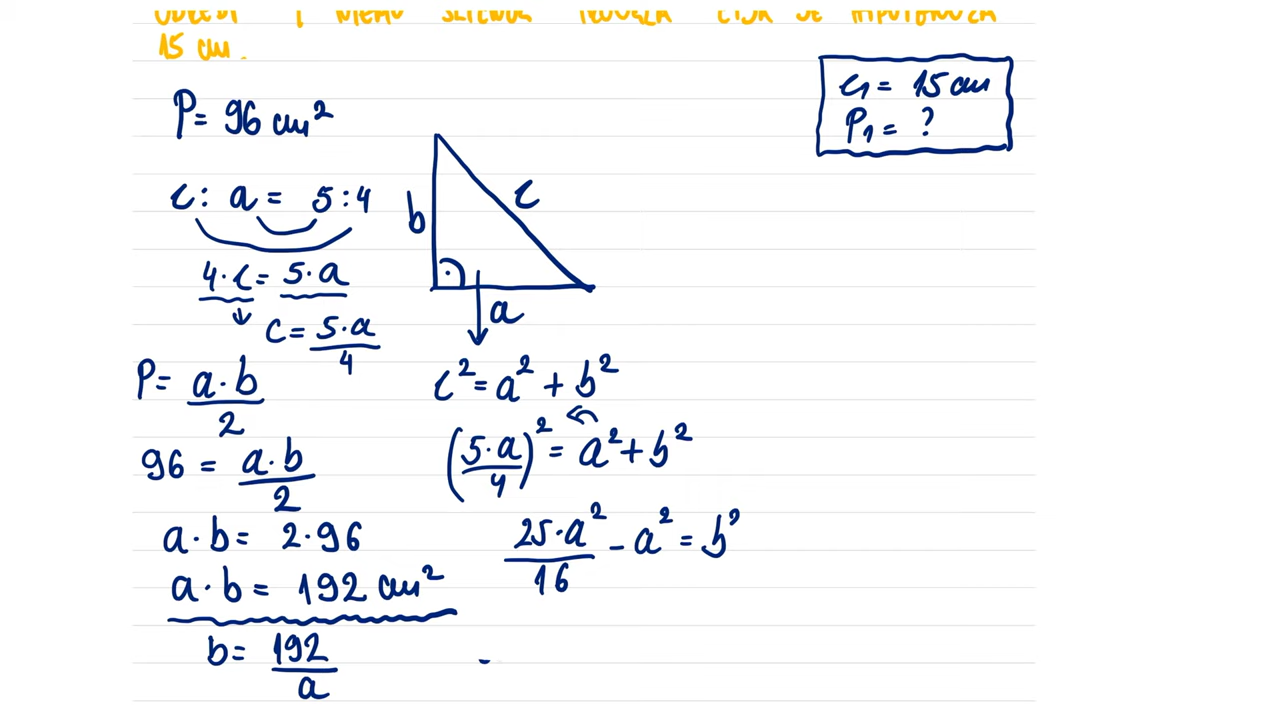 15 cm.
c₁ = 15 cm
P₁ = ?
P = 96 cm²
c : a = 5 : 4
4 · c = 5 · a
c = 5 · a / 4
b
c
a
P = a · b / 2
96 = a · b / 2
a · b = 2 · 96
a · b = 192 cm²
b = 192 / a
c² = a² + b²
(5 · a / 4)² = a² + b²
25 · a² / 16 - a² = b²